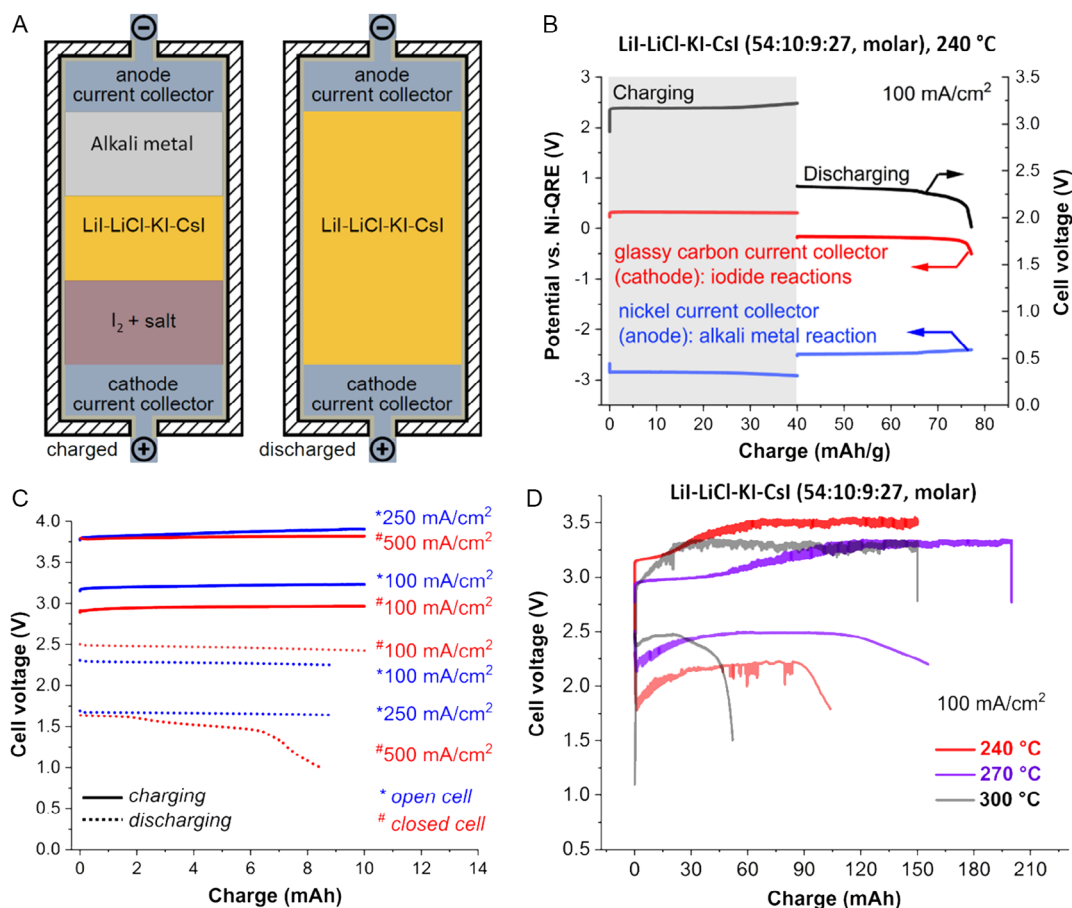 A
−
anode
current collector
Alkali metal
LiI-LiCl-KI-CsI
I₂ + salt
cathode
current collector
charged
+
−
anode
current collector
LiI-LiCl-KI-CsI
cathode
current collector
discharged
+
B
LiI-LiCl-KI-CsI (54:10:9:27, molar), 240 °C
Potential vs. Ni-QRE (V)
3
2
1
0
-1
-2
-3
Charging
100 mA/cm²
Discharging
glassy carbon current collector
(cathode): iodide reactions
nickel current collector
(anode): alkali metal reaction
3.5
3.0
2.5
2.0
1.5
1.0
0.5
0.0
Cell voltage (V)
0 10 20 30 40 50 60 70 80
Charge (mAh/g)
C
Cell voltage (V)
4.0
3.5
3.0
2.5
2.0
1.5
1.0
0.5
0.0
*250 mA/cm²
#500 mA/cm²
*100 mA/cm²
#100 mA/cm²
#100 mA/cm²
*100 mA/cm²
*250 mA/cm²
#500 mA/cm²
charging
discharging
* open cell
# closed cell
0 2 4 6 8 10 12 14
Charge (mAh)
D
LiI-LiCl-KI-CsI (54:10:9:27, molar)
Cell voltage (V)
3.5
3.0
2.5
2.0
1.5
1.0
0.5
100 mA/cm²
240 °C
270 °C
300 °C
0 30 60 90 120 150 180 210
Charge (mAh)